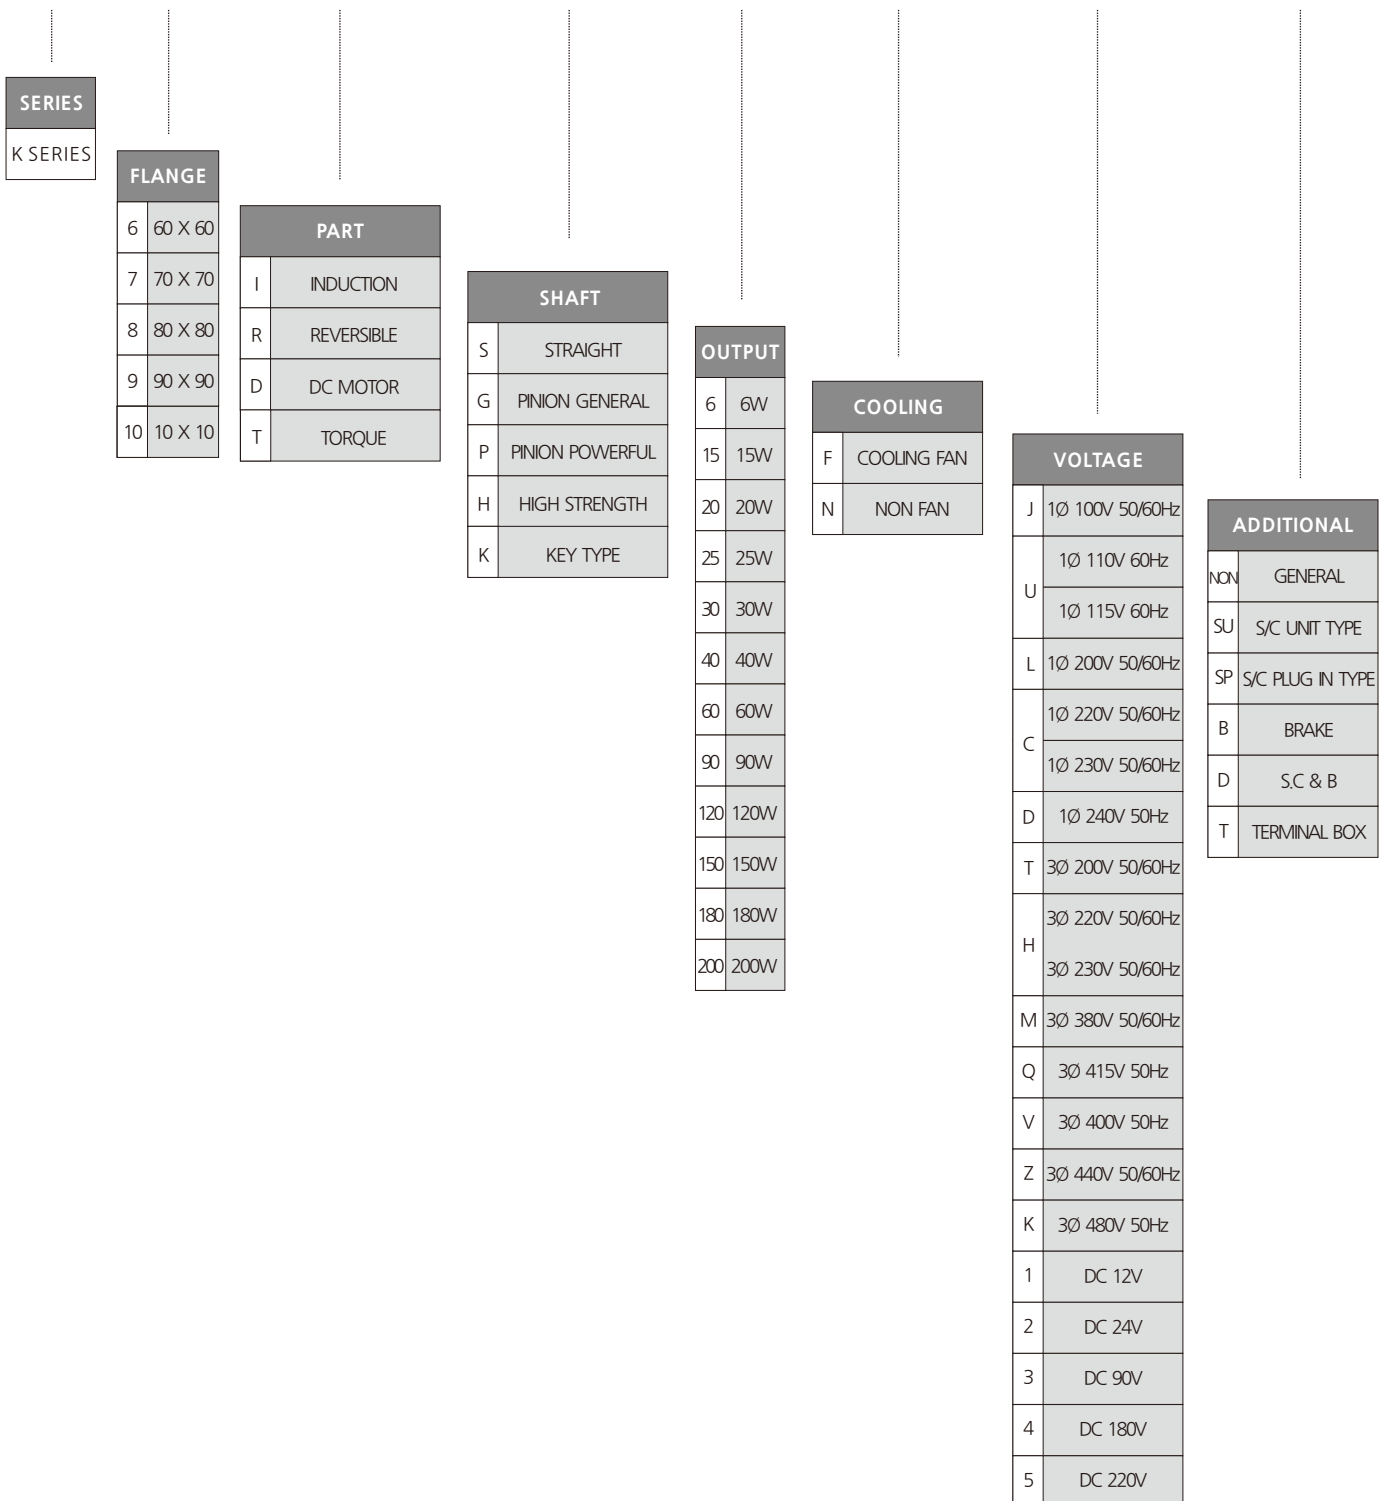 SERIES
K SERIES
FLANGE
6 60 X 60
7 70 X 70
8 80 X 80
9 90 X 90
10 10 X 10
PART
I INDUCTION
R REVERSIBLE
D DC MOTOR
T TORQUE
SHAFT
S STRAIGHT
G PINION GENERAL
P PINION POWERFUL
H HIGH STRENGTH
K KEY TYPE
OUTPUT
6 6W
15 15W
20 20W
25 25W
30 30W
40 40W
60 60W
90 90W
120 120W
150 150W
180 180W
200 200W
COOLING
F COOLING FAN
N NON FAN
VOLTAGE
J 1Ø 100V 50/60Hz
U 1Ø 110V 60Hz
1Ø 115V 60Hz
L 1Ø 200V 50/60Hz
C 1Ø 220V 50/60Hz
1Ø 230V 50/60Hz
D 1Ø 240V 50Hz
T 3Ø 200V 50/60Hz
H 3Ø 220V 50/60Hz
3Ø 230V 50/60Hz
M 3Ø 380V 50/60Hz
Q 3Ø 415V 50Hz
V 3Ø 400V 50Hz
Z 3Ø 440V 50/60Hz
K 3Ø 480V 50Hz
1 DC 12V
2 DC 24V
3 DC 90V
4 DC 180V
5 DC 220V
ADDITIONAL
NON GENERAL
SU S/C UNIT TYPE
SP S/C PLUG IN TYPE
B BRAKE
D S.C & B
T TERMINAL BOX